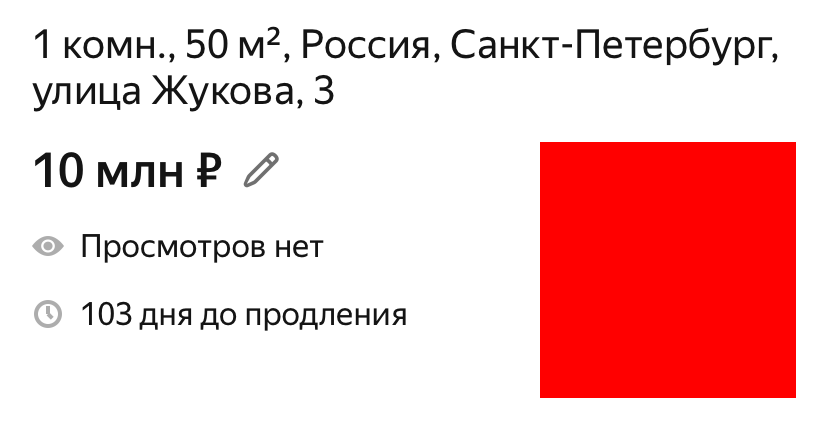 1 комн., 50 м², Россия, Санкт-Петербург,
улица Жукова, 3
10 млн ₽
Просмотров нет
103 дня до продления